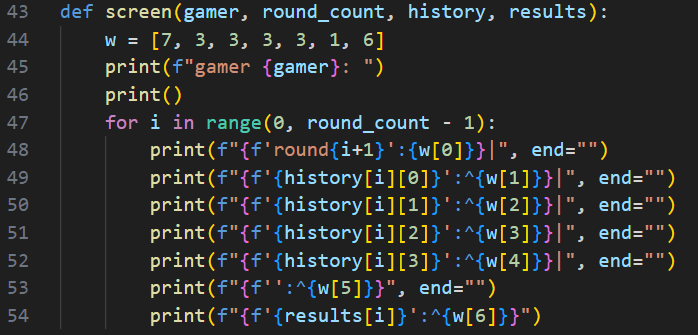 43 def screen(gamer, round_count, history, results):
44     w = [7, 3, 3, 3, 3, 1, 6]
45     print(f"gamer {gamer}: ")
46     print()
47     for i in range(0, round_count - 1):
48         print(f"{f'round{i+1}':{w[0]}}|", end="")
49         print(f"{f'{history[i][0]}':^{w[1]}}|", end="")
50         print(f"{f'{history[i][1]}':^{w[2]}}|", end="")
51         print(f"{f'{history[i][2]}':^{w[3]}}|", end="")
52         print(f"{f'{history[i][3]}':^{w[4]}}|", end="")
53         print(f"{f'':^{w[5]}}", end="")
54         print(f"{f'{results[i]}':^{w[6]}}")